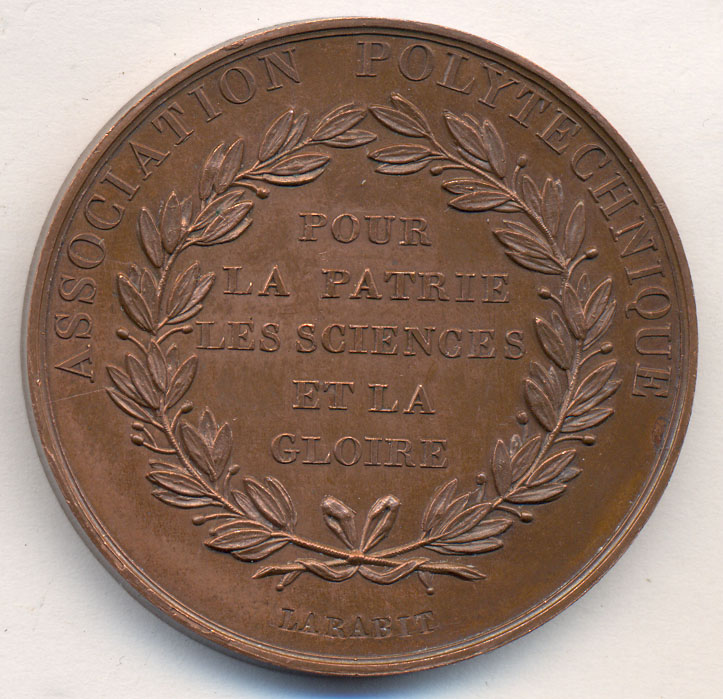 ASSOCIATION POLYTECHNIQUE
POUR
LA PATRIE
LES SCIENCES
ET LA
GLOIRE
LARABIT